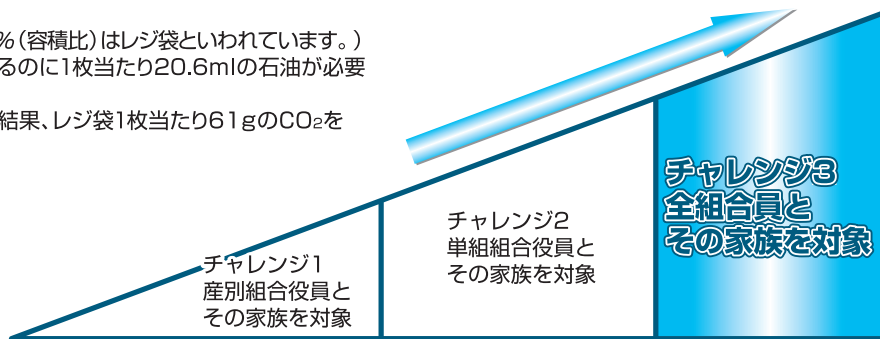 %（容積比）はレジ袋といわれています。）
るのに1枚当たり20.6mlの石油が必要
結果、レジ袋1枚当たり61gのCO₂を
チャレンジ1
産別組合役員と
その家族を対象
チャレンジ2
単組組合役員と
その家族を対象
チャレンジ3
全組合員と
その家族を対象